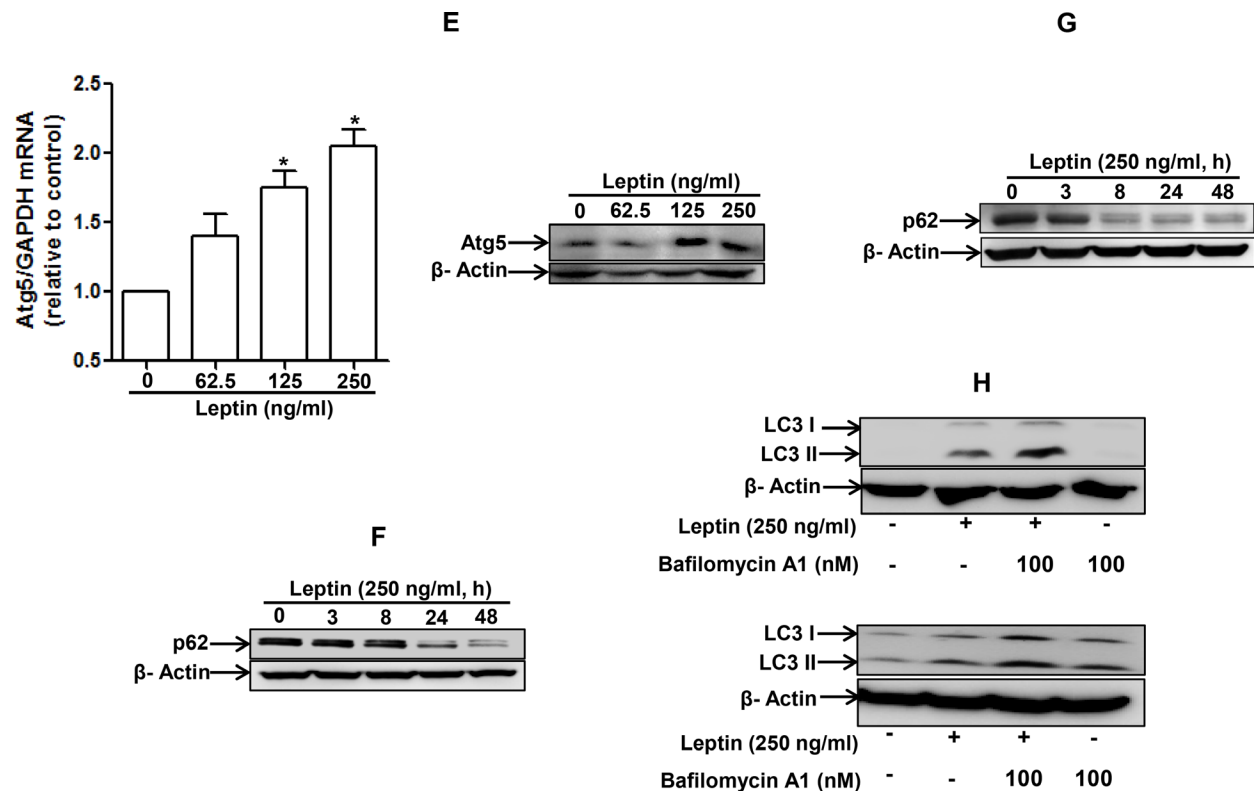 E
2.5
2.0
1.5
1.0
0.5
Atg5/GAPDH mRNA
(relative to control)
*
*
0 62.5 125 250
Leptin (ng/ml)
Leptin (ng/ml)
0 62.5 125 250
Atg5
β- Actin
G
Leptin (250 ng/ml, h)
0 3 8 24 48
p62
β- Actin
F
Leptin (250 ng/ml, h)
0 3 8 24 48
p62
β- Actin
H
LC3 I
LC3 II
β- Actin
Leptin (250 ng/ml) - + + -
Bafilomycin A1 (nM) - - 100 100
LC3 I
LC3 II
β- Actin
Leptin (250 ng/ml) - + + -
Bafilomycin A1 (nM) - - 100 100